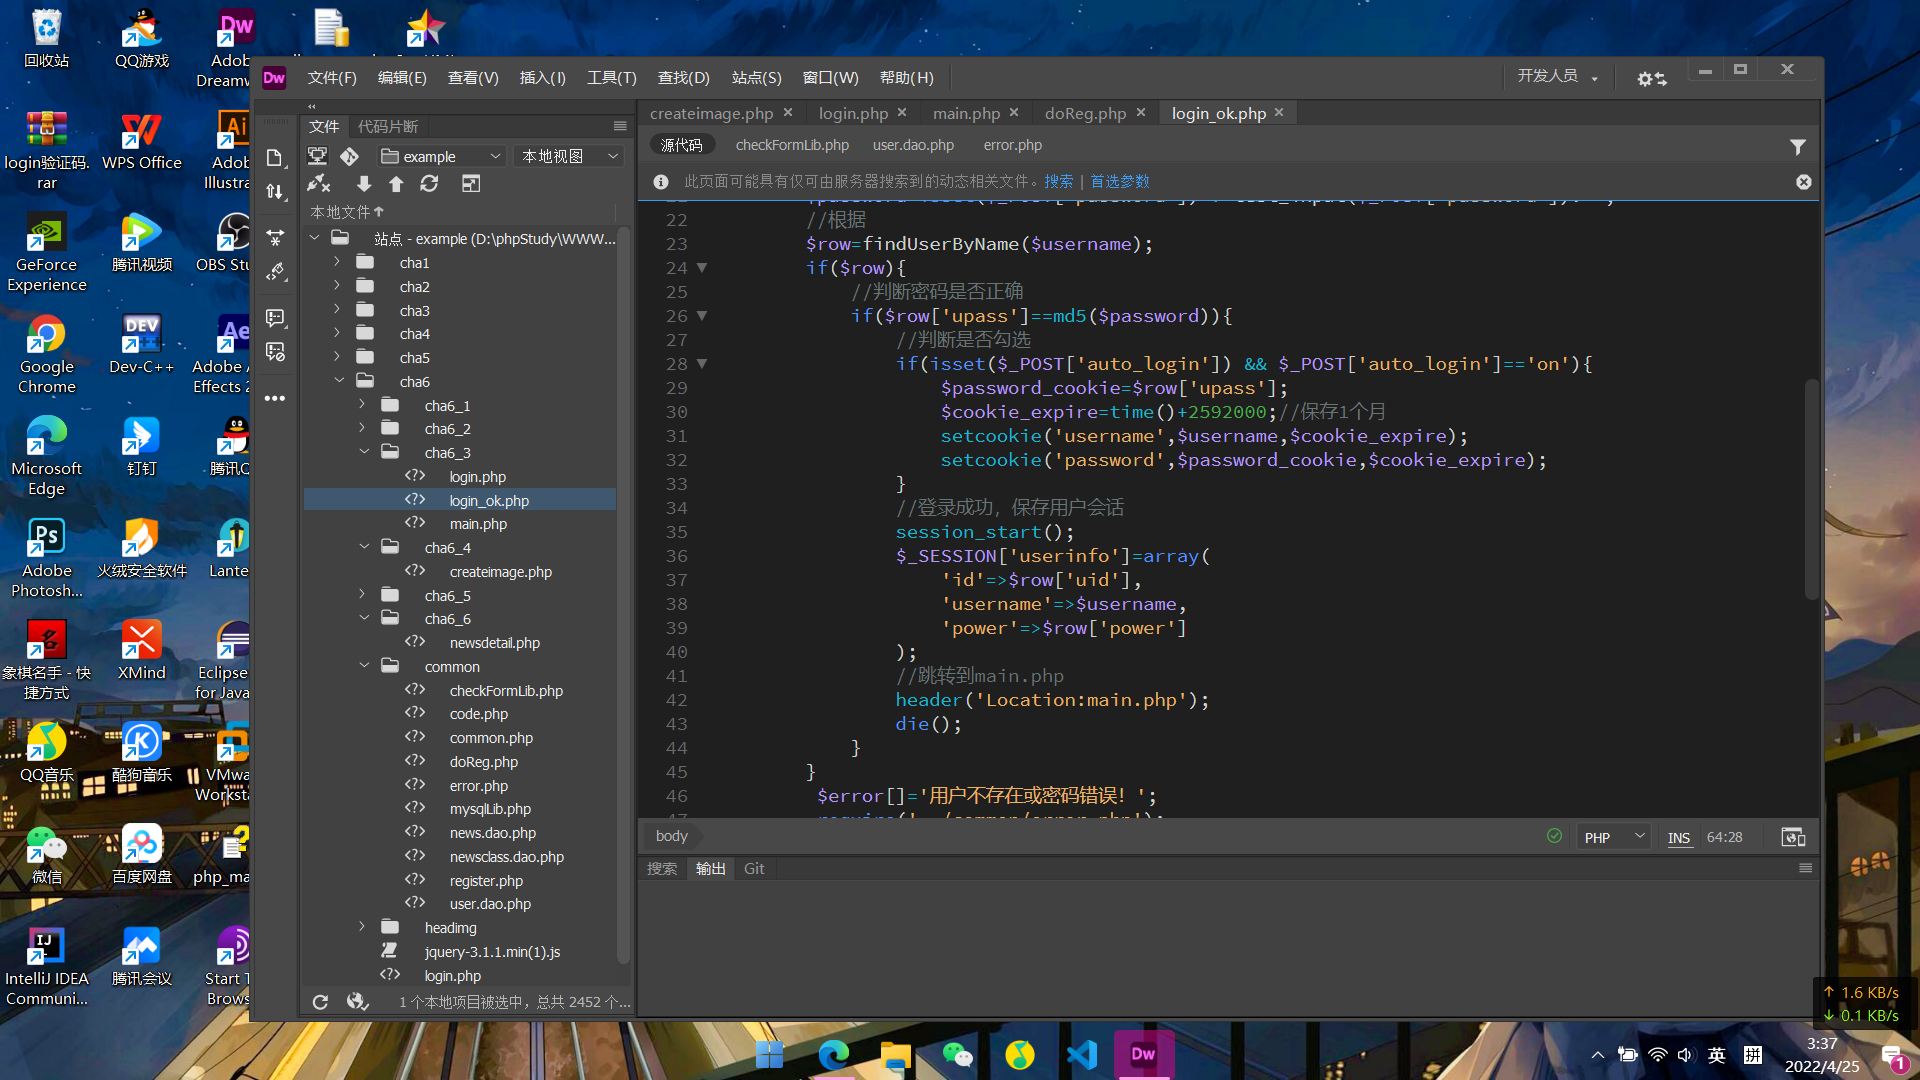 回收站
QQ游戏
Adob
Dreamw
login验证码.
rar
WPS Office
Adob
Illustra
GeForce
Experience
腾讯视频
OBS Stu
Google
Chrome
Dev-C++
Adobe A
Effects 2
Microsoft
Edge
钉钉
腾讯Q
Adobe
Photosh...
火绒安全软件
Lante
象棋名手 - 快
捷方式
XMind
Eclipse
for Java
QQ音乐
酷狗音乐
VMwa
Workst
微信
百度网盘
php_ma
IntelliJ IDEA
Communi...
腾讯会议
Start T
Brows
Dw 文件(F) 编辑(E) 查看(V) 插入(I) 工具(T) 查找(D) 站点(S) 窗口(W) 帮助(H) 开发人员
文件 代码片断
example 本地视图
本地文件
站点 - example (D:\phpStudy\WWW...
cha1
cha2
cha3
cha4
cha5
cha6
cha6_1
cha6_2
cha6_3
login.php
login_ok.php
main.php
cha6_4
createimage.php
cha6_5
cha6_6
newsdetail.php
common
checkFormLib.php
code.php
common.php
doReg.php
error.php
mysqlLib.php
news.dao.php
newsclass.dao.php
register.php
user.dao.php
headimg
jquery-3.1.1.min(1).js
login.php
1 个本地项目被选中，总共 2452 个...
createimage.php login.php main.php doReg.php login_ok.php
源代码 checkFormLib.php user.dao.php error.php
此页面可能具有仅可由服务器搜索到的动态相关文件。搜索 | 首选参数
22 //根据
23 $row=findUserByName($username);
24 if($row){
25 //判断密码是否正确
26 if($row['upass']==md5($password)){
27 //判断是否勾选
28 if(isset($_POST['auto_login']) && $_POST['auto_login']=='on'){
29 $password_cookie=$row['upass'];
30 $cookie_expire=time()+2592000;//保存1个月
31 setcookie('username',$username,$cookie_expire);
32 setcookie('password',$password_cookie,$cookie_expire);
33 }
34 //登录成功，保存用户会话
35 session_start();
36 $_SESSION['userinfo']=array(
37 'id'=>$row['uid'],
38 'username'=>$username,
39 'power'=>$row['power']
40 );
41 //跳转到main.php
42 header('Location:main.php');
43 die();
44 }
45 }
46 $error[]='用户不存在或密码错误！';
body PHP INS 64:28
搜索 输出 Git
↑ 1.6 KB/s
↓ 0.1 KB/s
英 拼
3:37
2022/4/25
1